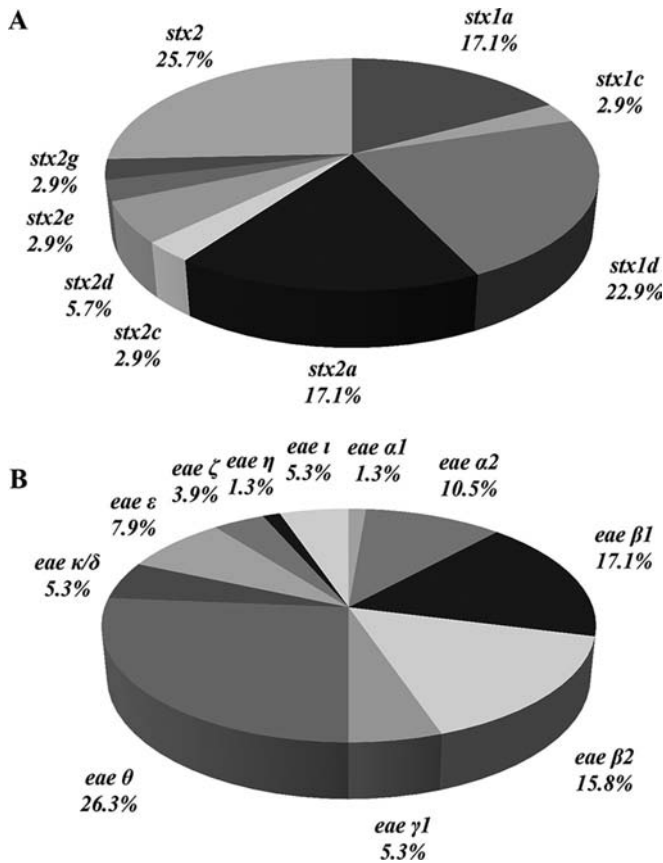 A
stx1a
17.1%
stx1c
2.9%
stx1d
22.9%
stx2a
17.1%
stx2c
2.9%
stx2d
5.7%
stx2e
2.9%
stx2g
2.9%
stx2
25.7%
B
eae α1
1.3%
eae α2
10.5%
eae β1
17.1%
eae β2
15.8%
eae γ1
5.3%
eae θ
26.3%
eae κ/δ
5.3%
eae ε
7.9%
eae ζ
3.9%
eae η
1.3%
eae ι
5.3%